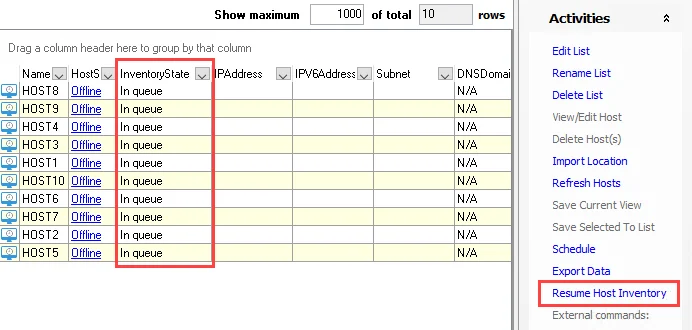 Show maximum 1000 of total 10 rows
Drag a column header here to group by that column
Name HostS InventoryState IPAddress IPV6Address Subnet DNSDomai
HOST8 Offline In queue N/A
HOST9 Offline In queue N/A
HOST4 Offline In queue N/A
HOST3 Offline In queue N/A
HOST1 Offline In queue N/A
HOST10 Offline In queue N/A
HOST6 Offline In queue N/A
HOST7 Offline In queue N/A
HOST2 Offline In queue N/A
HOST5 Offline In queue N/A
Activities
Edit List
Rename List
Delete List
View/Edit Host
Delete Host(s)
Import Location
Refresh Hosts
Save Current View
Save Selected To List
Schedule
Export Data
Resume Host Inventory
External commands: